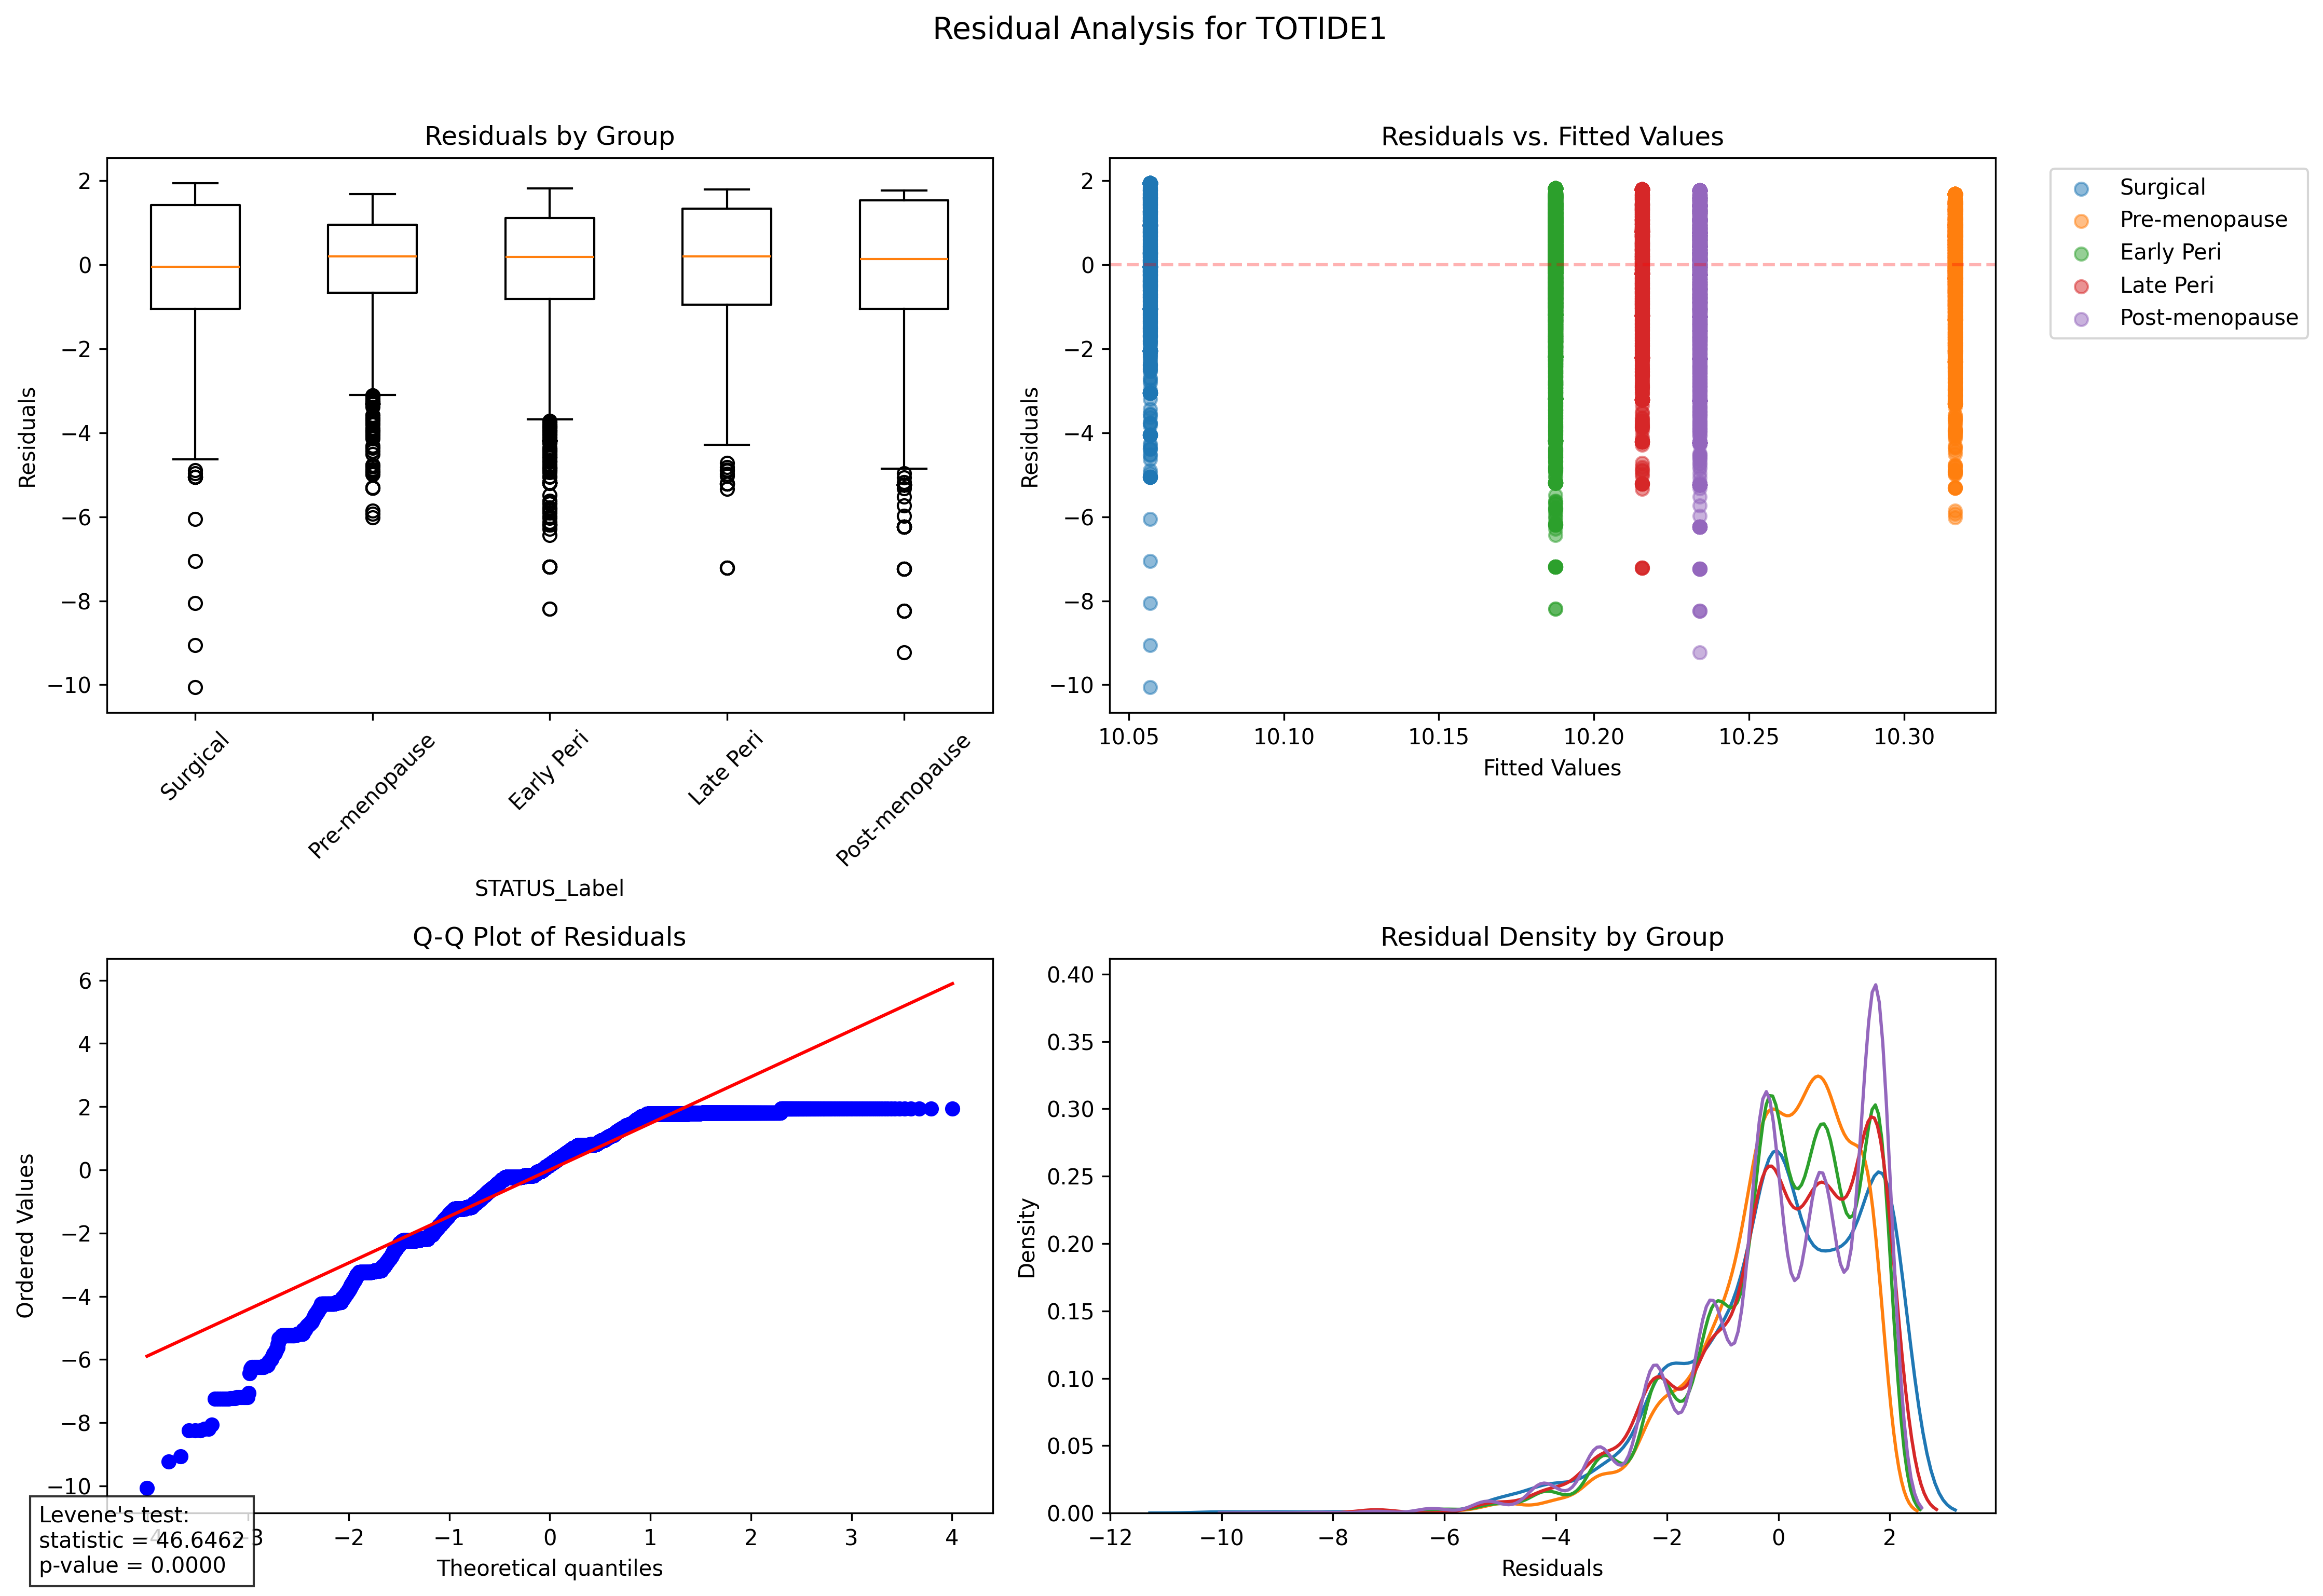 Residual Analysis for TOTIDE1
Residuals by Group
2
0
−2
−4
−6
−8
−10
Residuals
Surgical
Pre-menopause
Early Peri
Late Peri
Post-menopause
STATUS_Label
Residuals vs. Fitted Values
2
0
−2
−4
−6
−8
−10
Residuals
10.05 10.10 10.15 10.20 10.25 10.30
Fitted Values
Surgical
Pre-menopause
Early Peri
Late Peri
Post-menopause
Q-Q Plot of Residuals
6
4
2
0
−2
−4
−6
−8
−10
Ordered Values
−4 −3 −2 −1 0 1 2 3 4
Theoretical quantiles
Levene's test:
statistic = 46.6462
p-value = 0.0000
Residual Density by Group
0.40
0.35
0.30
0.25
0.20
0.15
0.10
0.05
0.00
Density
−12 −10 −8 −6 −4 −2 0 2
Residuals